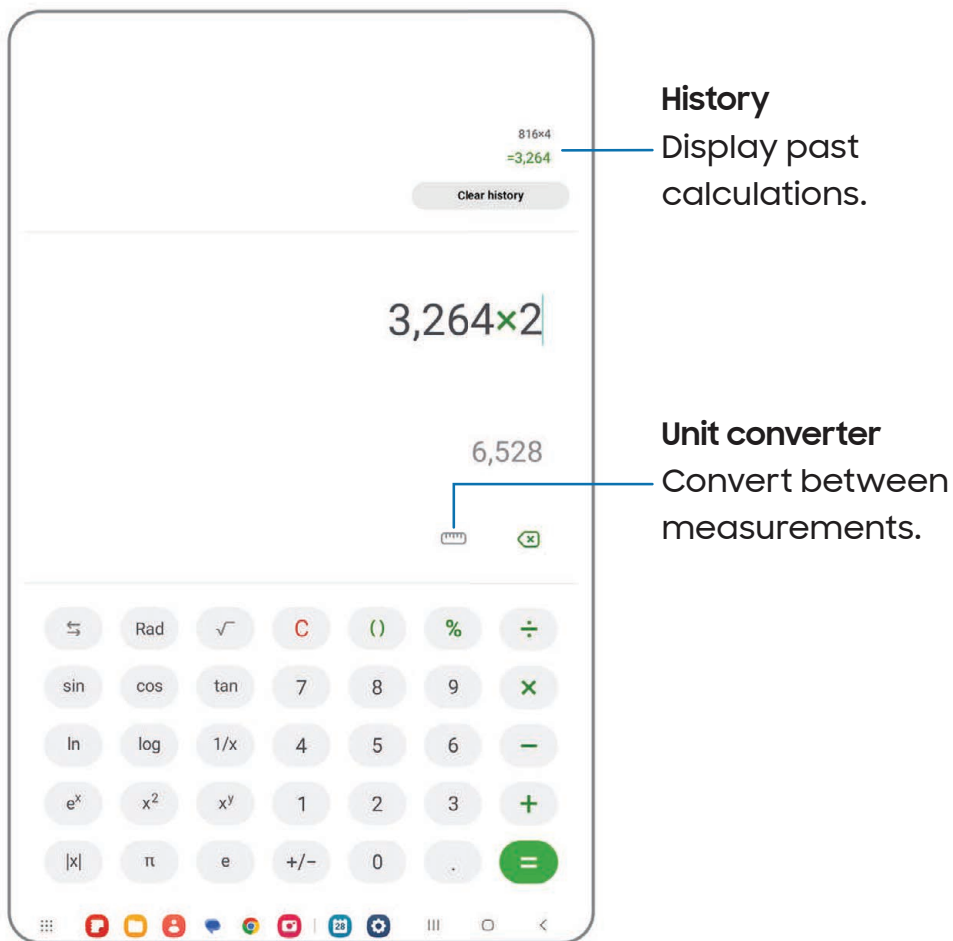 816×4
=3,264
Clear history
History
Display past
calculations.
3,264×2
6,528
Unit converter
Convert between
measurements.
Rad √ C () % ÷
sin cos tan 7 8 9 ×
ln log 1/x 4 5 6 −
eˣ x² xʸ 1 2 3 +
|x| π e +/− 0 . =
28